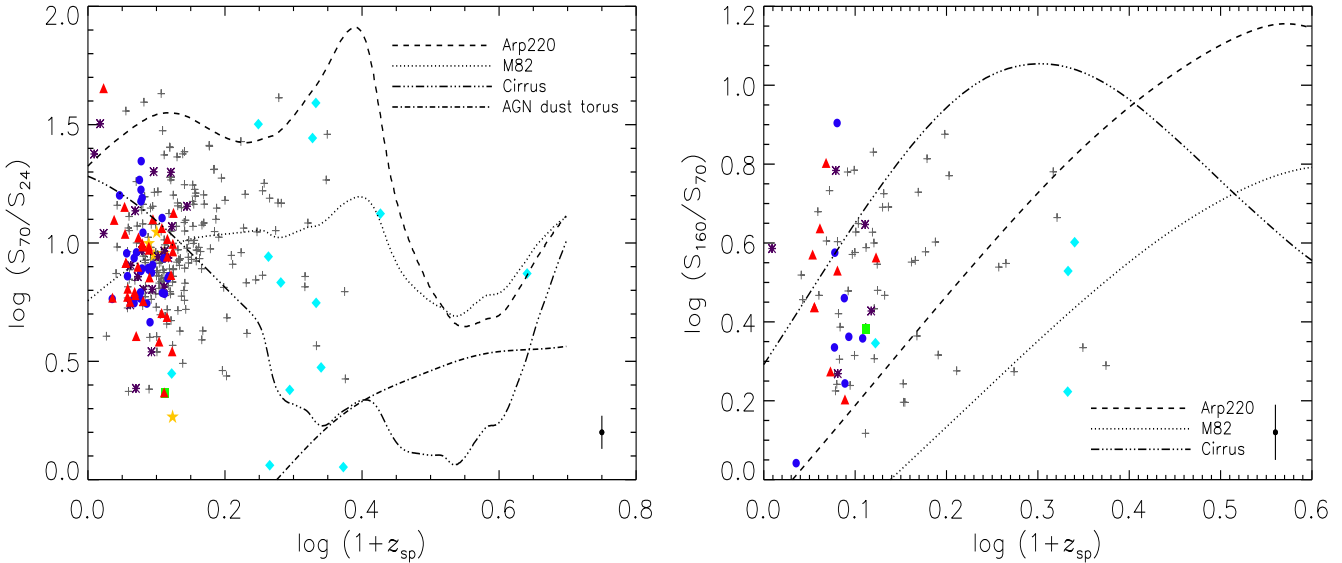 2.0
1.5
1.0
0.5
0.0
log (S70/S24)
0.0 0.2 0.4 0.6 0.8
log (1+zsp)
Arp220
M82
Cirrus
AGN dust torus
1.2
1.0
0.8
0.6
0.4
0.2
0.0
log (S160/S70)
0.0 0.1 0.2 0.3 0.4 0.5 0.6
log (1+zsp)
Arp220
M82
Cirrus